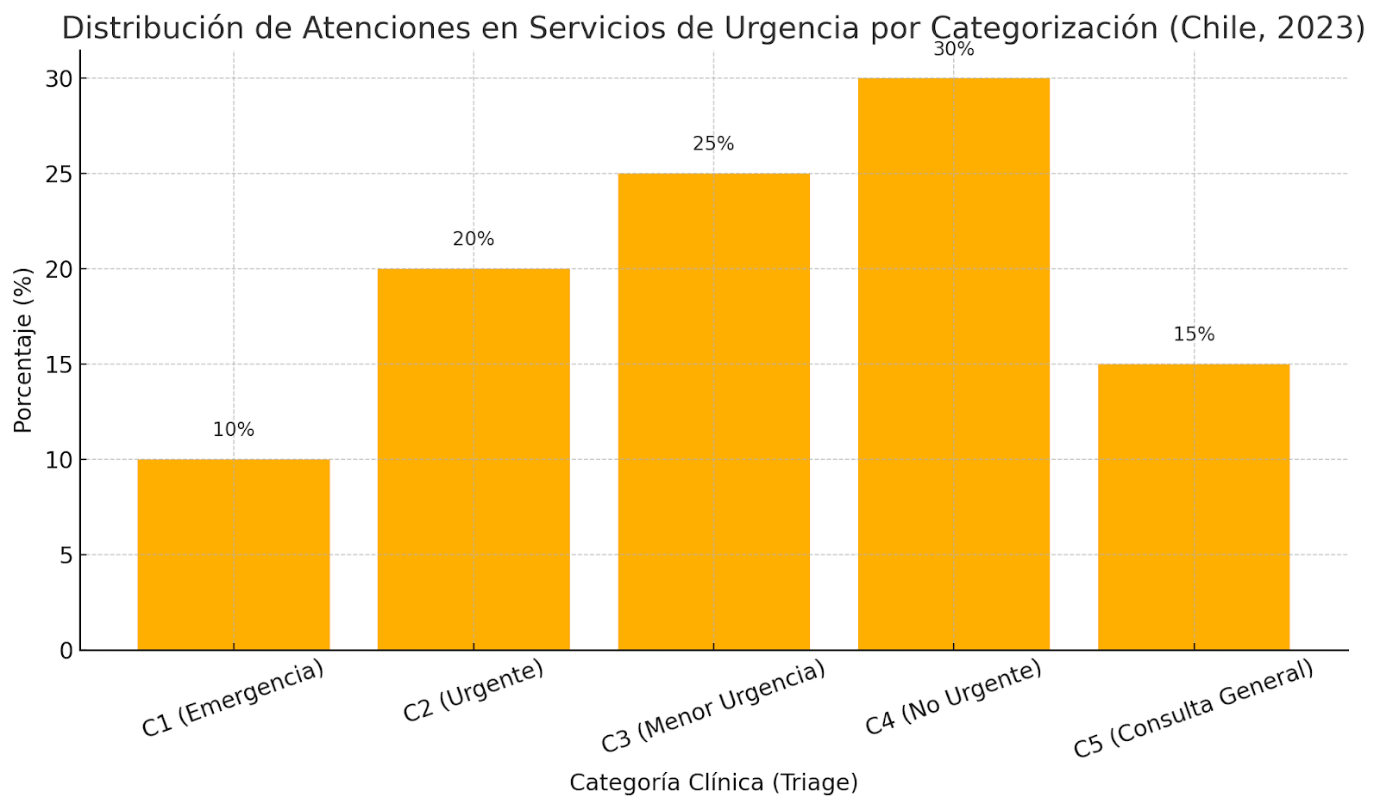 Distribución de Atenciones en Servicios de Urgencia por Categorización (Chile, 2023)
30%
30
25%
25
20%
20
15%
15
10%
10
5
0
Porcentaje (%)
C1 (Emergencia)
C2 (Urgente)
C3 (Menor Urgencia)
C4 (No Urgente)
C5 (Consulta General)
Categoría Clínica (Triage)